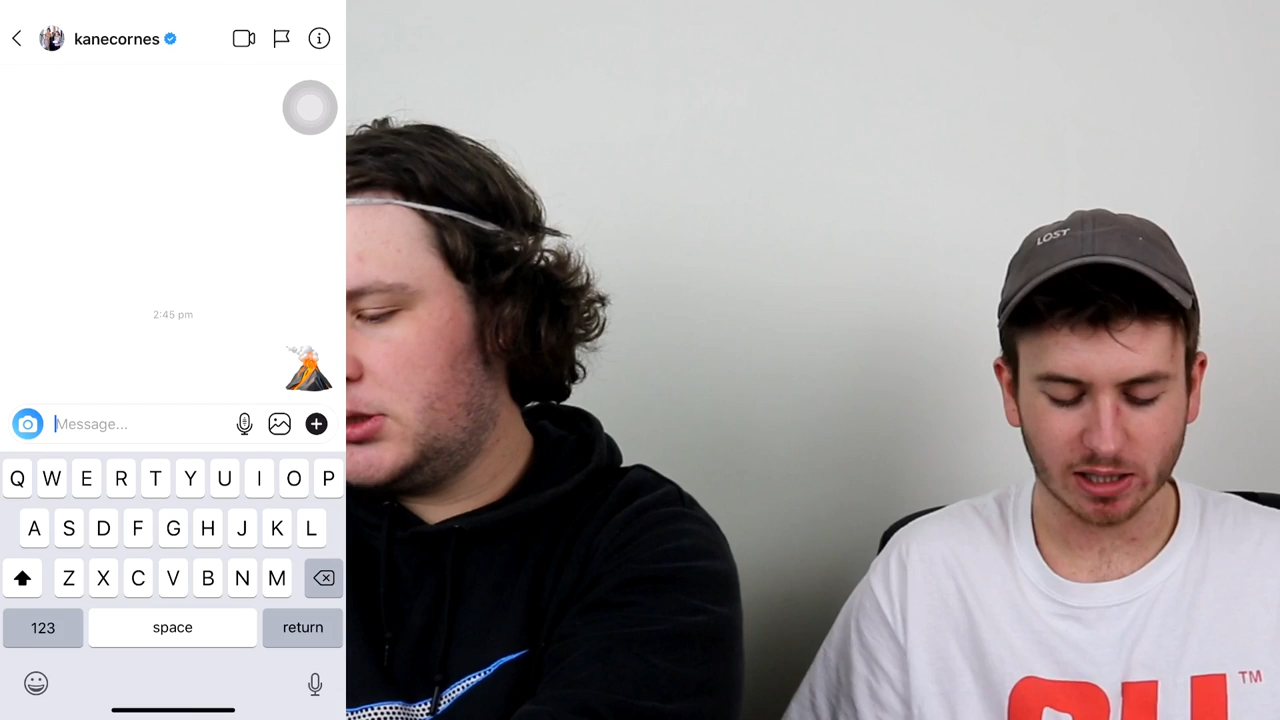 kanecornes
2:45 pm
Message...
Q W E R T Y U I O P
A S D F G H J K L
Z X C V B N M
123 space return
LOST
TM